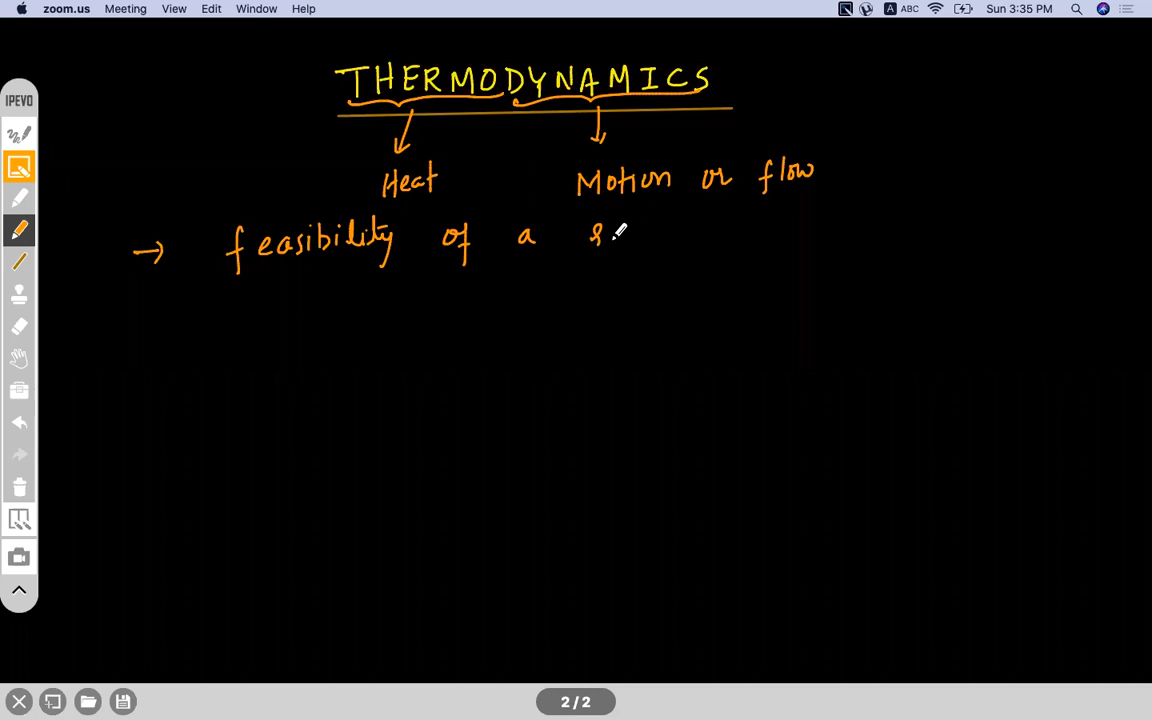 zoom.us Meeting View Edit Window Help A ABC Sun 3:35 PM
IPEVO
THERMODYNAMICS
Heat Motion or flow
→ feasibility of a
2/2